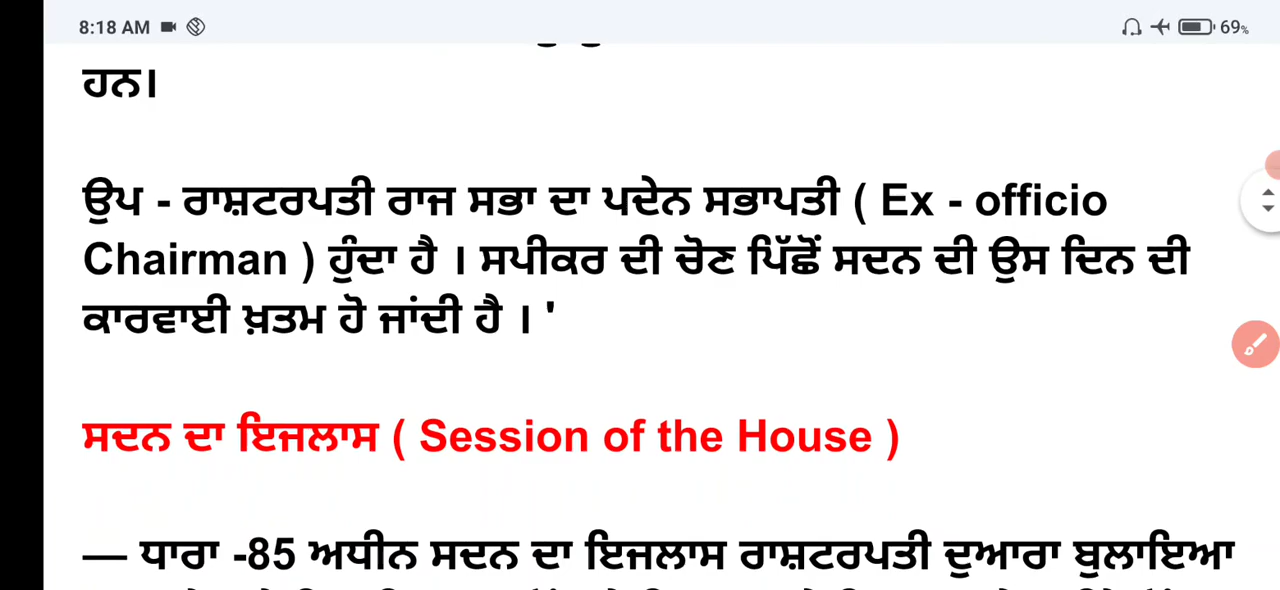 8:18 AM
69%
ਹਨ।
ਉਪ - ਰਾਸ਼ਟਰਪਤੀ ਰਾਜ ਸਭਾ ਦਾ ਪਦੇਨ ਸਭਾਪਤੀ ( Ex - officio
Chairman ) ਹੁੰਦਾ ਹੈ । ਸਪੀਕਰ ਦੀ ਚੋਣ ਪਿੱਛੋਂ ਸਦਨ ਦੀ ਉਸ ਦਿਨ ਦੀ
ਕਾਰਵਾਈ ਖ਼ਤਮ ਹੋ ਜਾਂਦੀ ਹੈ । '
ਸਦਨ ਦਾ ਇਜਲਾਸ ( Session of the House )
— ਧਾਰਾ -85 ਅਧੀਨ ਸਦਨ ਦਾ ਇਜਲਾਸ ਰਾਸ਼ਟਰਪਤੀ ਦੁਆਰਾ ਬੁਲਾਇਆ